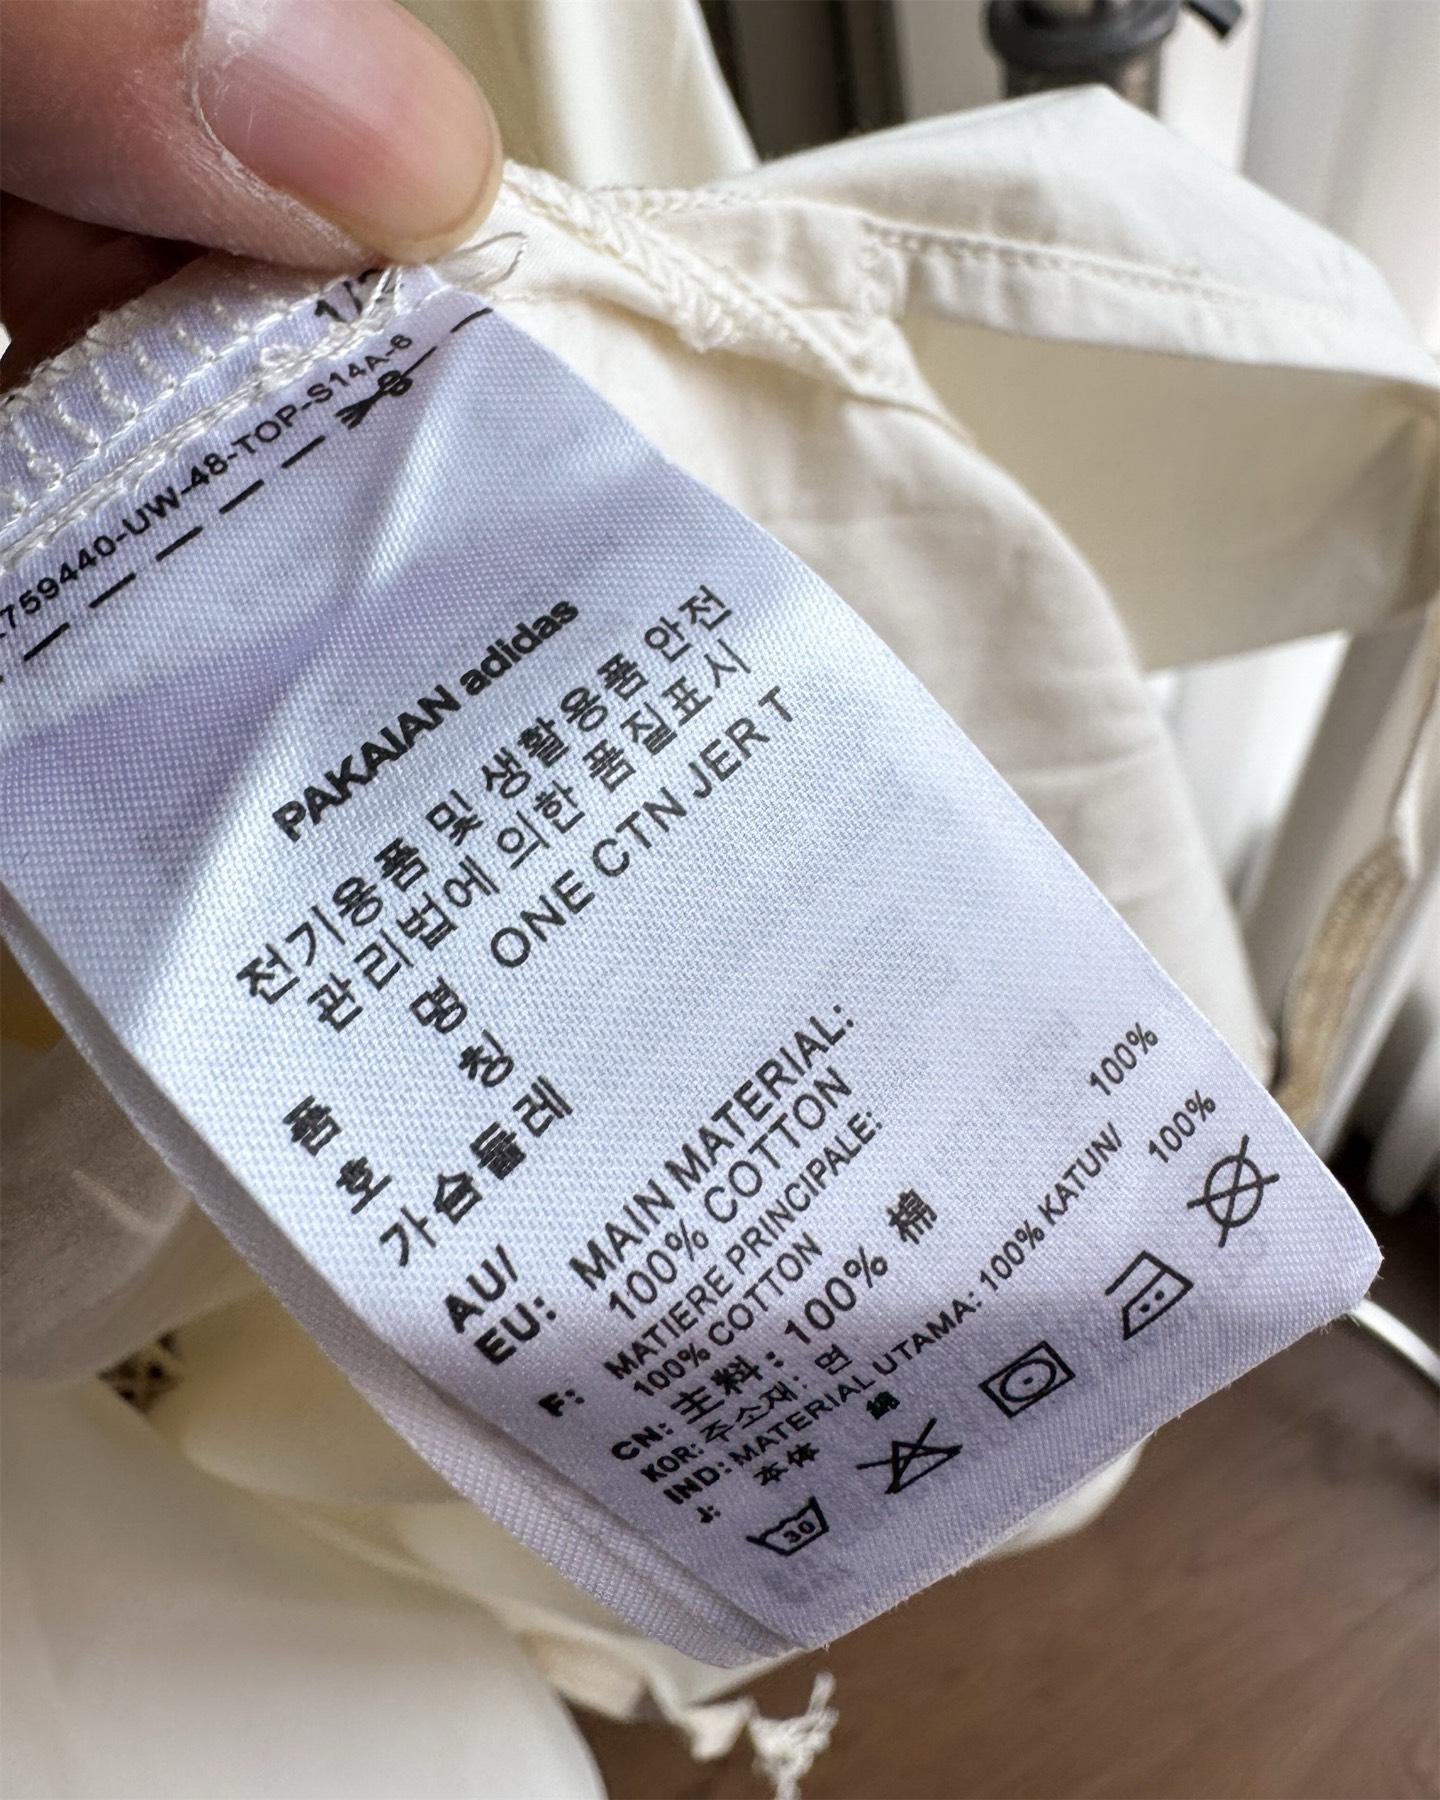 759440-UW-48-TOP-S14A-6
PAKAIAN adidas
전기용품 및 생활용품 안전
관리법에 의한 품질표시
품 명 ONE CTN JER T
호 칭
가슴둘레
AU/
EU: MAIN MATERIAL:
100% COTTON
F: MATIERE PRINCIPALE:
100% COTTON
CN: 主料: 100% 棉
KOR: 주소재: 면 100%
IND: MATERIAL UTAMA: 100% KATUN/
J: 本体 綿 100%
30